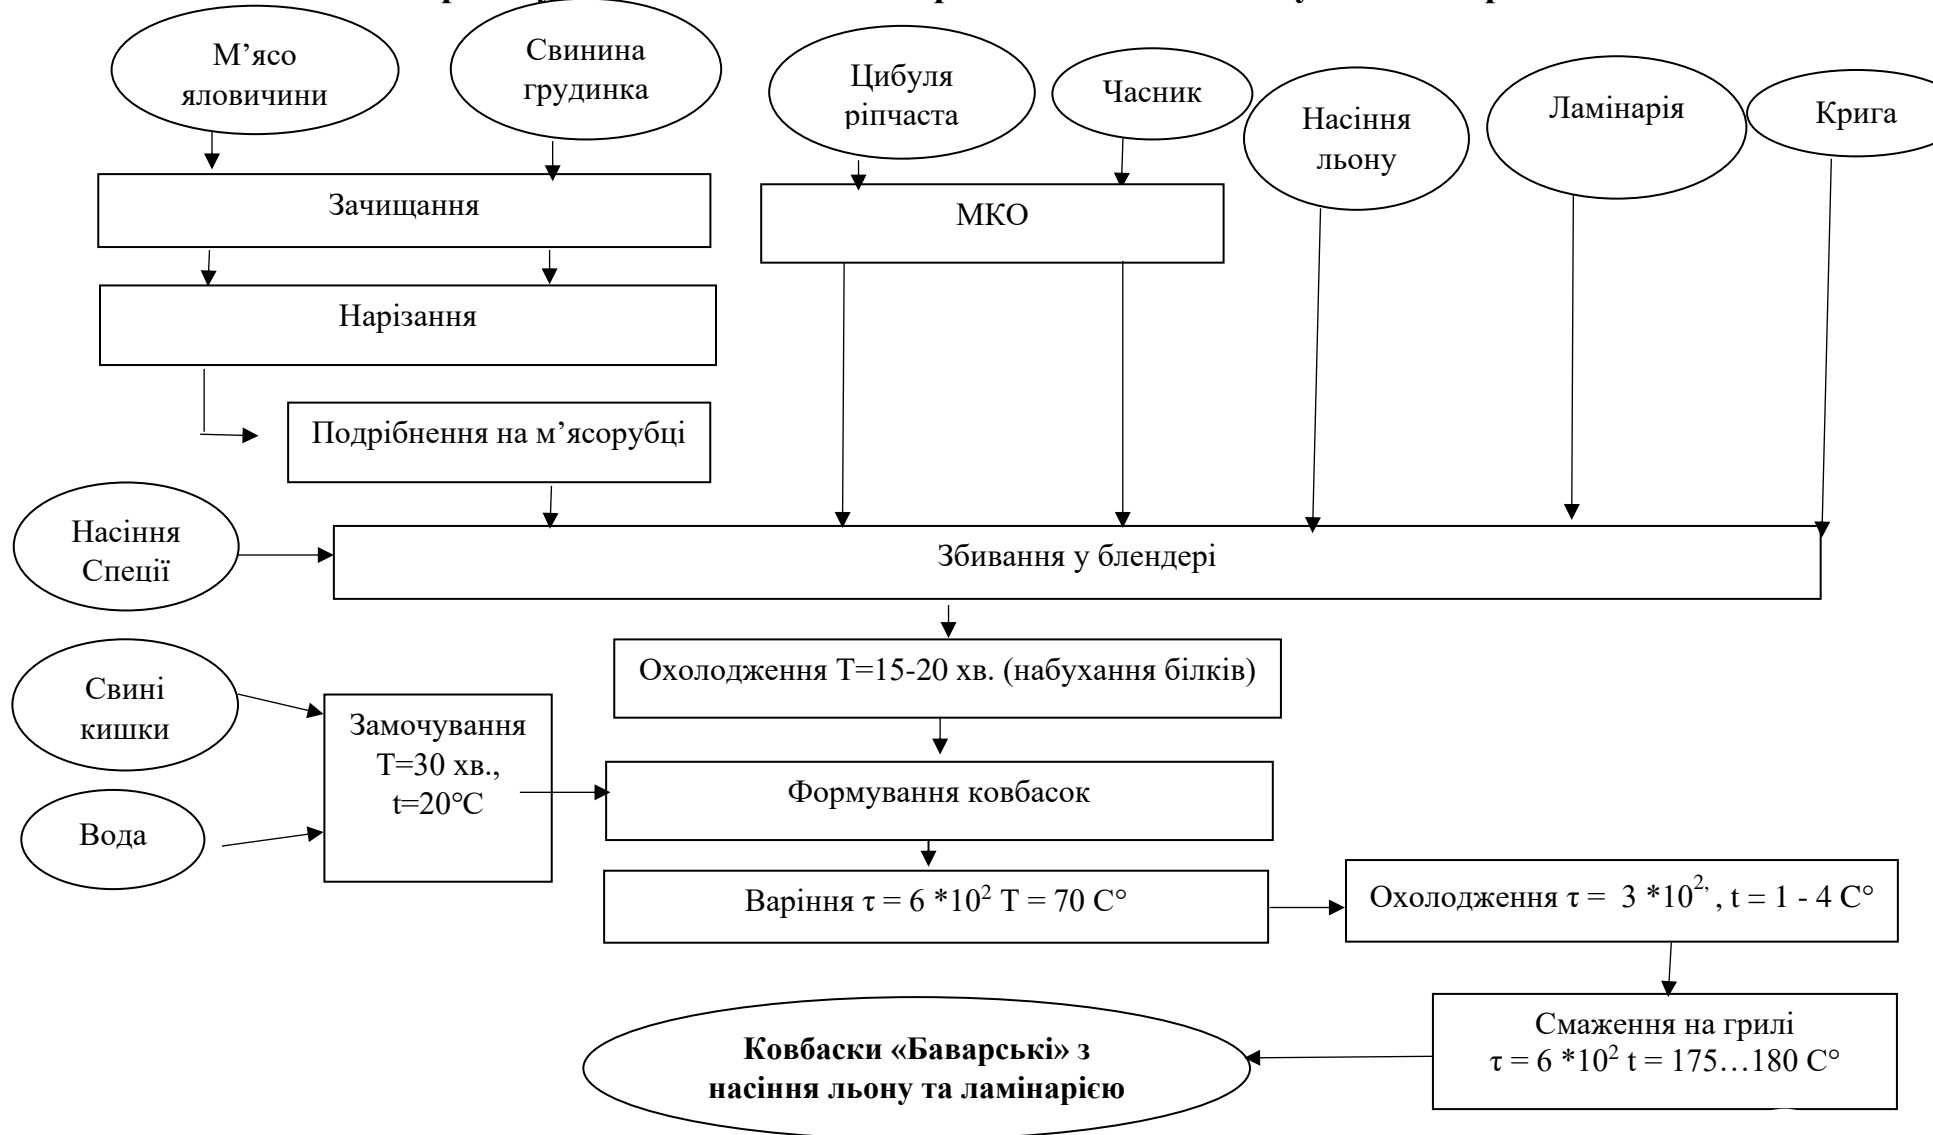 М’ясо
яловичини
Свинина
грудинка
Цибуля
ріпчаста
Часник
Насіння
льону
Ламінарія
Крига
Зачищання
МКО
Нарізання
Подрібнення на м’ясорубці
Насіння
Спеції
Збивання у блендері
Охолодження Т=15-20 хв. (набухання білків)
Свині
кишки
Замочування
Т=30 хв.,
t=20°С
Вода
Формування ковбасок
Варіння τ = 6 *10² Т = 70 С°
Охолодження τ = 3 *10²’ , t = 1 - 4 С°
Смаження на грилі
τ = 6 *10² t = 175…180 С°
Ковбаски «Баварські» з
насіння льону та ламінарією